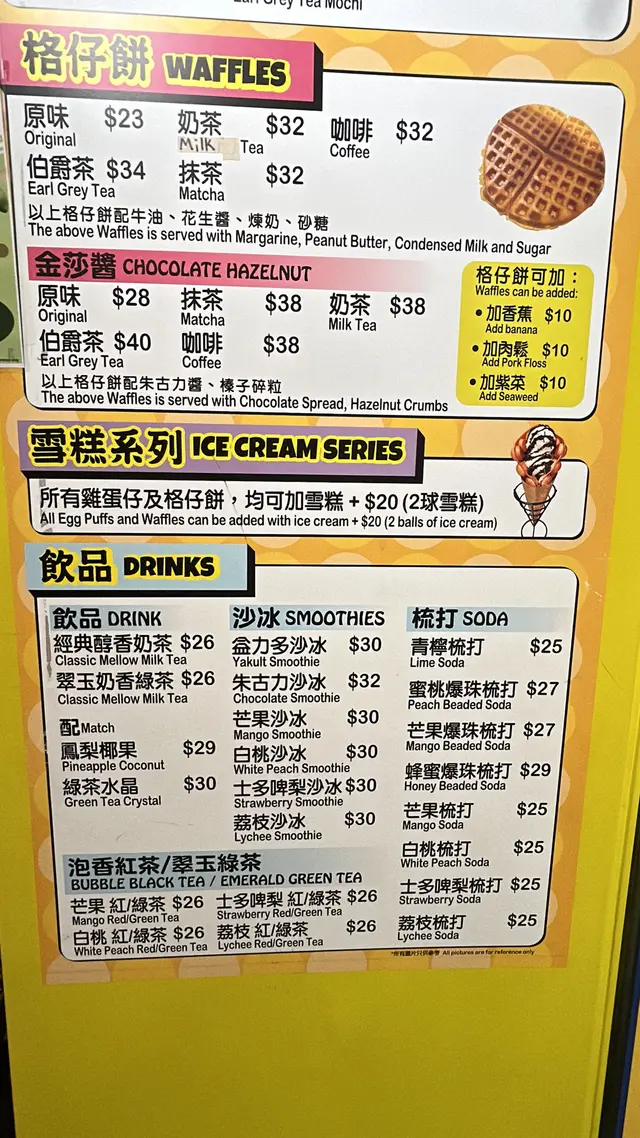 Earl Grey Tea Mochi
格仔餅 WAFFLES
原味 $23 奶茶 $32 咖啡 $32
Original Milk Tea Coffee
伯爵茶 $34 抹茶 $32
Earl Grey Tea Matcha
以上格仔餅配牛油、花生醬、煉奶、砂糖
The above Waffles is served with Margarine, Peanut Butter, Condensed Milk and Sugar
金莎醬 CHOCOLATE HAZELNUT
原味 $28 抹茶 $38 奶茶 $38
Original Matcha Milk Tea
伯爵茶 $40 咖啡 $38
Earl Grey Tea Coffee
以上格仔餅配朱古力醬、榛子碎粒
The above Waffles is served with Chocolate Spread, Hazelnut Crumbs
格仔餅可加：
Waffles can be added:
•加香蕉 $10
Add banana
•加肉鬆 $10
Add Pork Floss
•加紫菜 $10
Add Seaweed
雪糕系列 ICE CREAM SERIES
所有雞蛋仔及格仔餅，均可加雪糕 + $20 (2球雪糕)
All Egg Puffs and Waffles can be added with ice cream + $20 (2 balls of ice cream)
飲品 DRINKS
飲品 DRINK
經典醇香奶茶 $26
Classic Mellow Milk Tea
翠玉奶香綠茶 $26
Classic Mellow Milk Tea
配 Match
鳳梨椰果 $29
Pineapple Coconut
綠茶水晶 $30
Green Tea Crystal
沙冰 SMOOTHIES
益力多沙冰 $30
Yakult Smoothie
朱古力沙冰 $32
Chocolate Smoothie
芒果沙冰 $30
Mango Smoothie
白桃沙冰 $30
White Peach Smoothie
士多啤梨沙冰 $30
Strawberry Smoothie
荔枝沙冰 $30
Lychee Smoothie
梳打 SODA
青檸梳打 $25
Lime Soda
蜜桃爆珠梳打 $27
Peach Beaded Soda
芒果爆珠梳打 $27
Mango Beaded Soda
蜂蜜爆珠梳打 $29
Honey Beaded Soda
芒果梳打 $25
Mango Soda
白桃梳打 $25
White Peach Soda
士多啤梨梳打 $25
Strawberry Soda
荔枝梳打 $25
Lychee Soda
泡香紅茶/翠玉綠茶
BUBBLE BLACK TEA / EMERALD GREEN TEA
芒果 紅/綠茶 $26 士多啤梨 紅/綠茶 $26
Mango Red/Green Tea Strawberry Red/Green Tea
白桃 紅/綠茶 $26 荔枝 紅/綠茶 $26
White Peach Red/Green Tea Lychee Red/Green Tea
*所有圖片只供參考 All pictures are for reference only